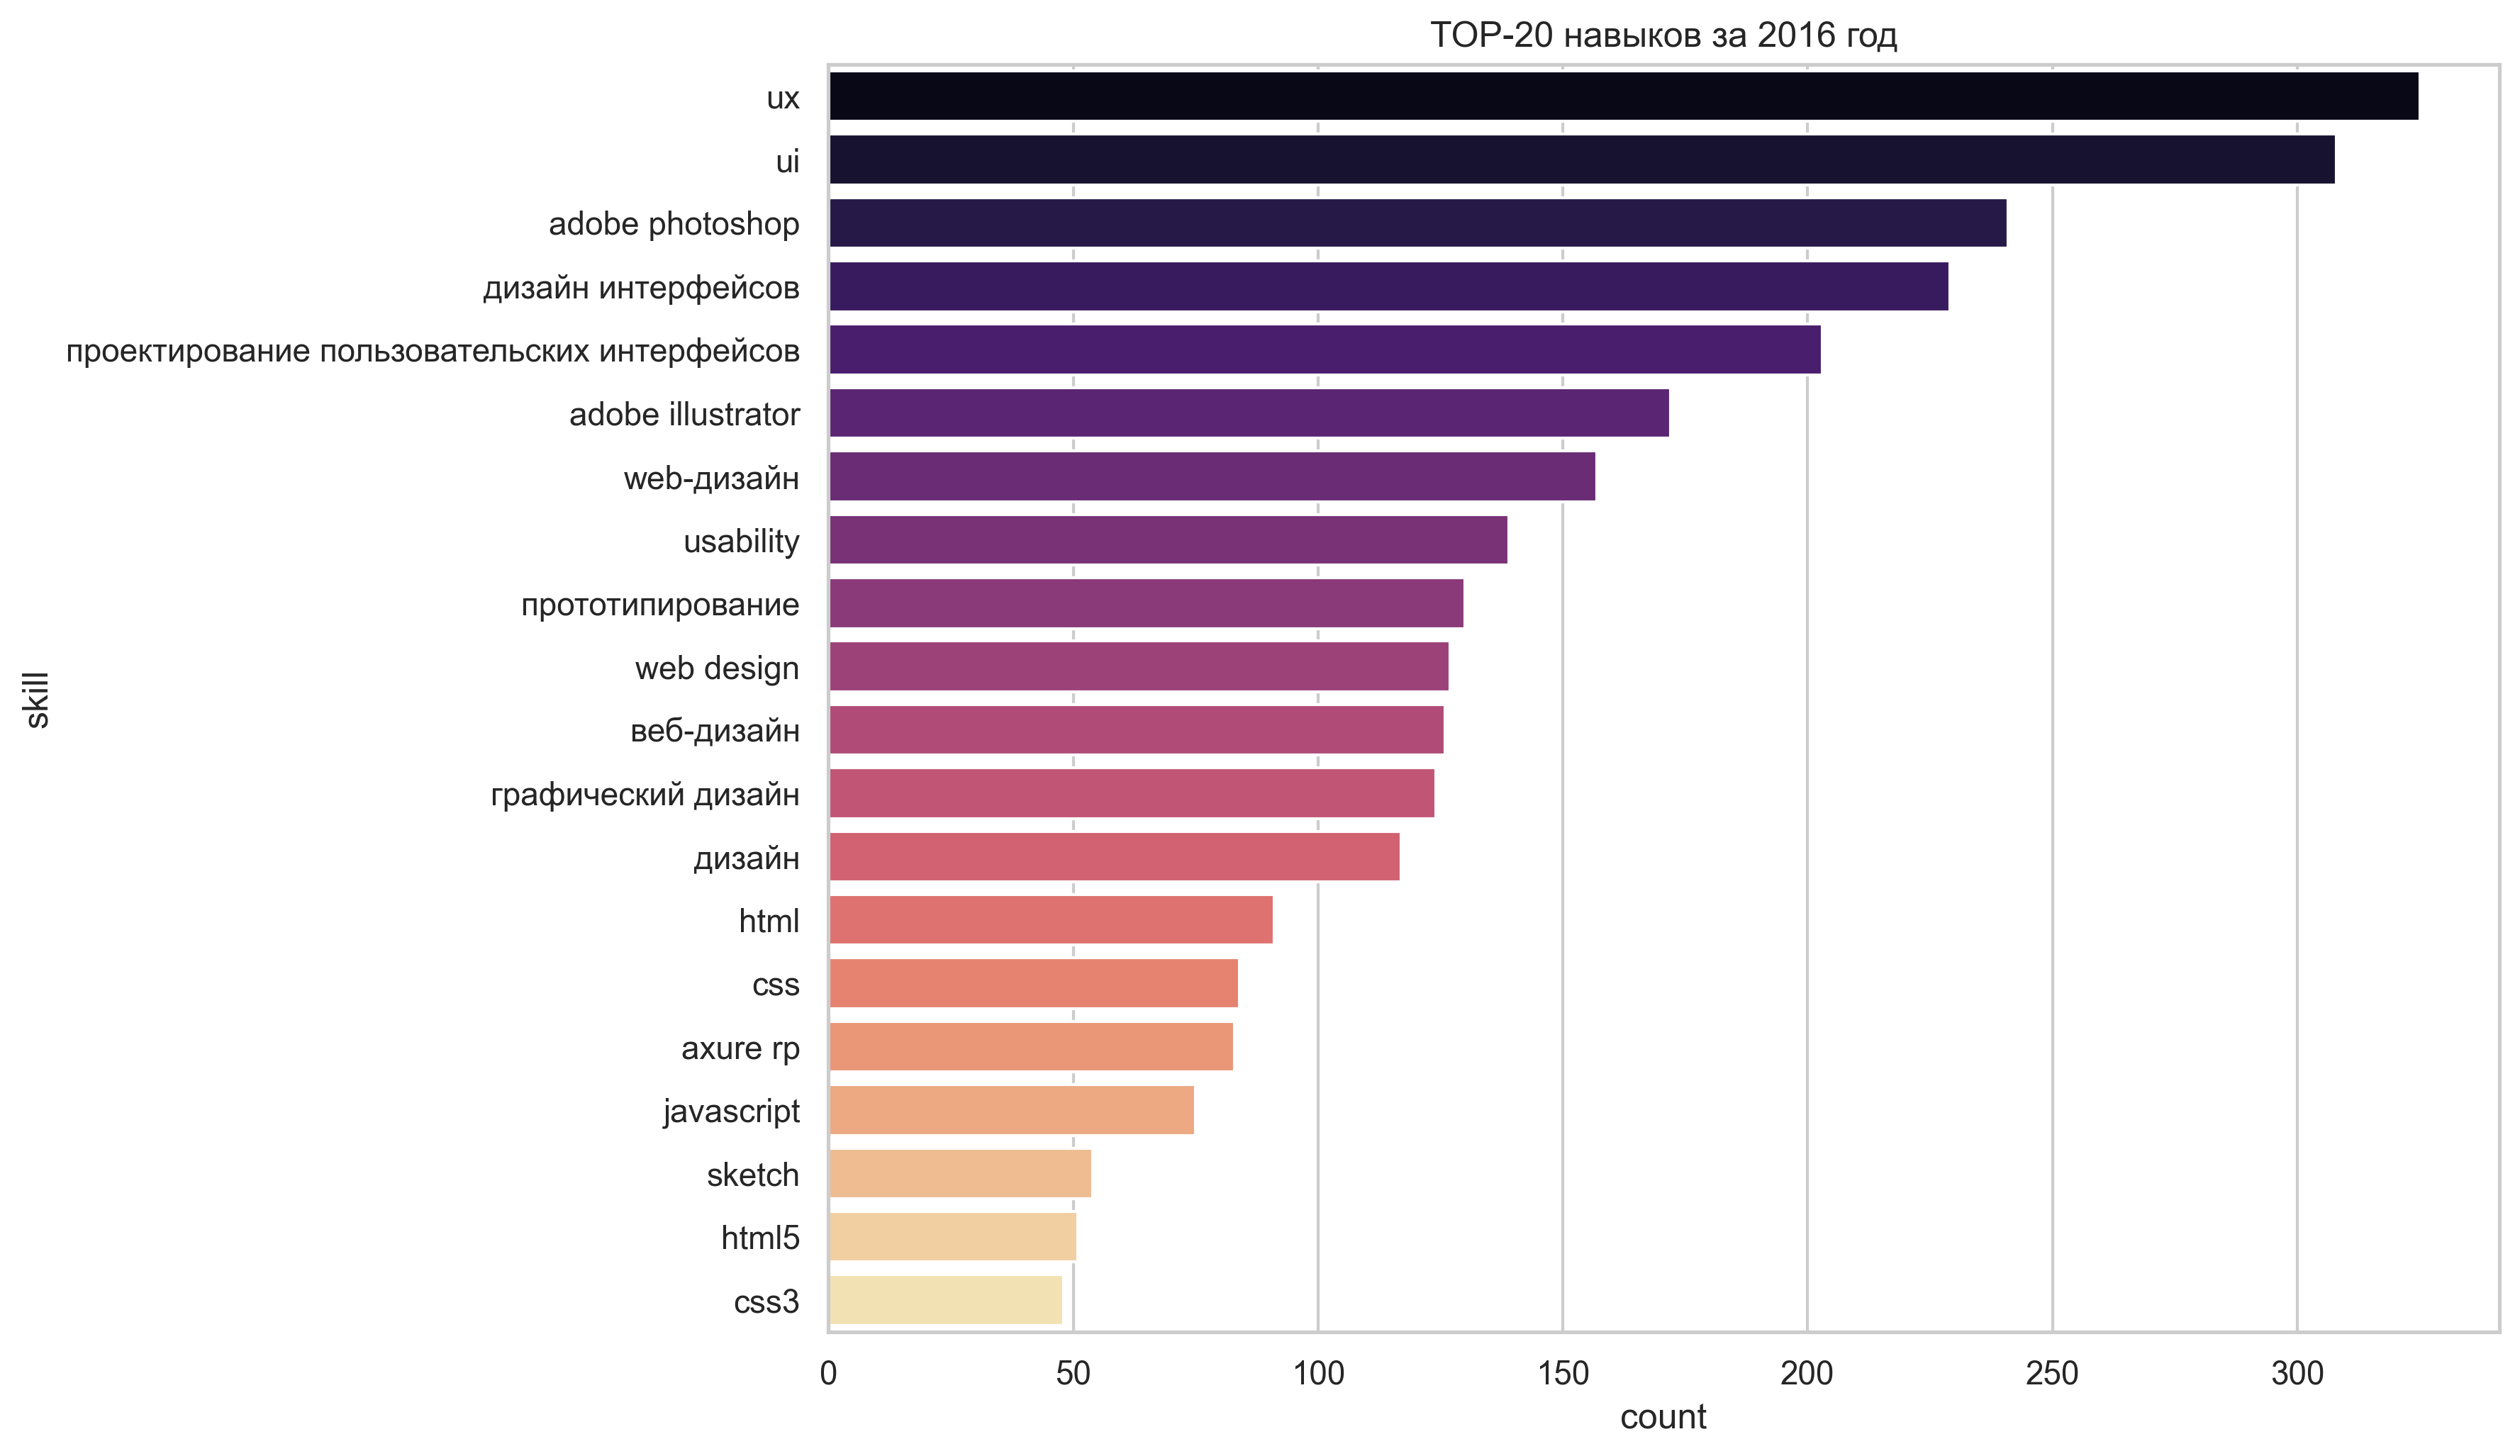 TOP-20 навыков за 2016 год
ux
ui
adobe photoshop
дизайн интерфейсов
проектирование пользовательских интерфейсов
adobe illustrator
web-дизайн
usability
прототипирование
web design
веб-дизайн
графический дизайн
дизайн
html
css
axure rp
javascript
sketch
html5
css3
skill
0 50 100 150 200 250 300
count